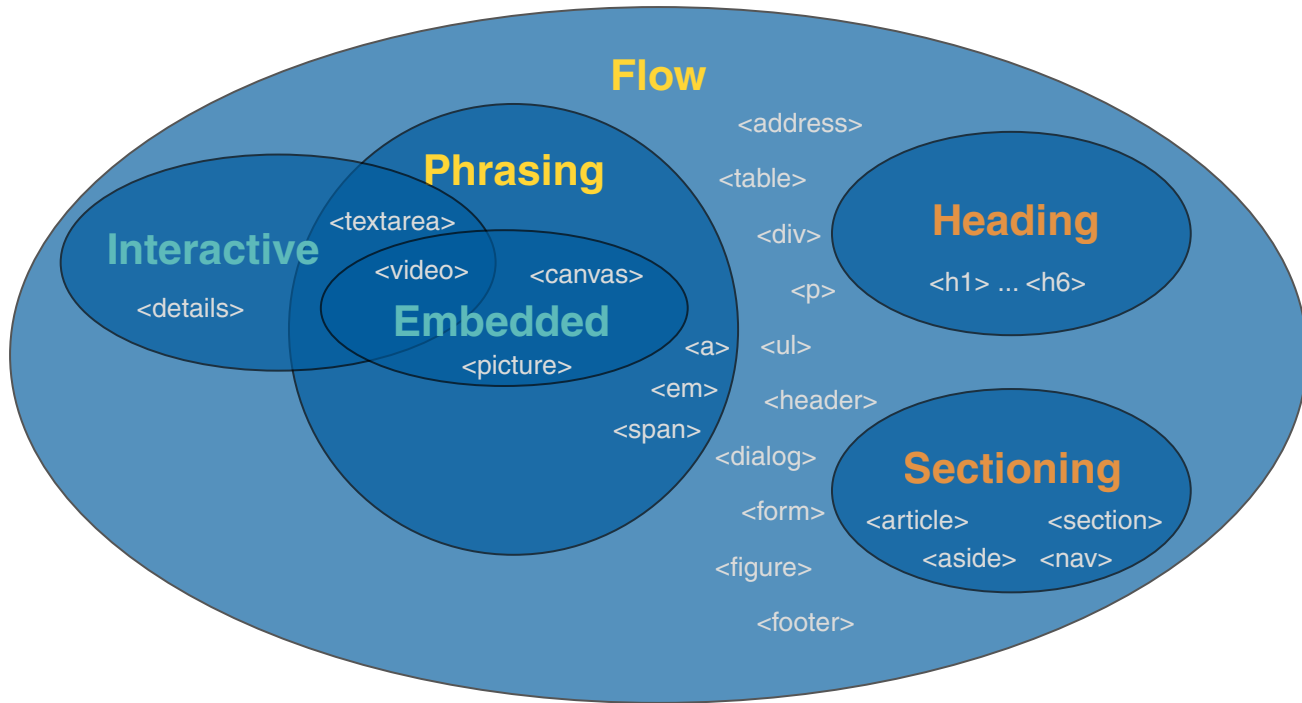 Flow
<address>
Phrasing
<table>
<textarea>
Heading
<div>
Interactive
<video>
<canvas>
<h1> ... <h6>
<p>
<details>
Embedded
<a>
<ul>
<picture>
<em>
<header>
<span>
<dialog>
Sectioning
<form>
<article>
<section>
<aside>
<nav>
<figure>
<footer>